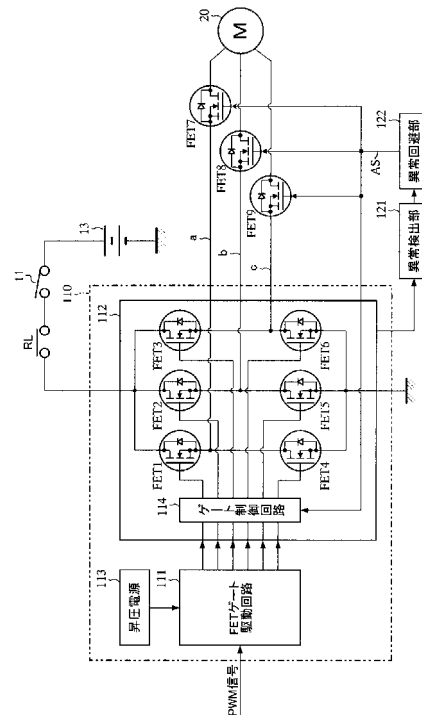 20
M
FET7
FET8
FET9
a
b
c
AS
122
異常回避部
121
異常検出部
13
11
RL
110
112
FET3
FET2
FET1
FET6
FET5
FET4
114
ゲート制御回路
113
昇圧電源
111
FETゲート
駆動回路
PWM信号